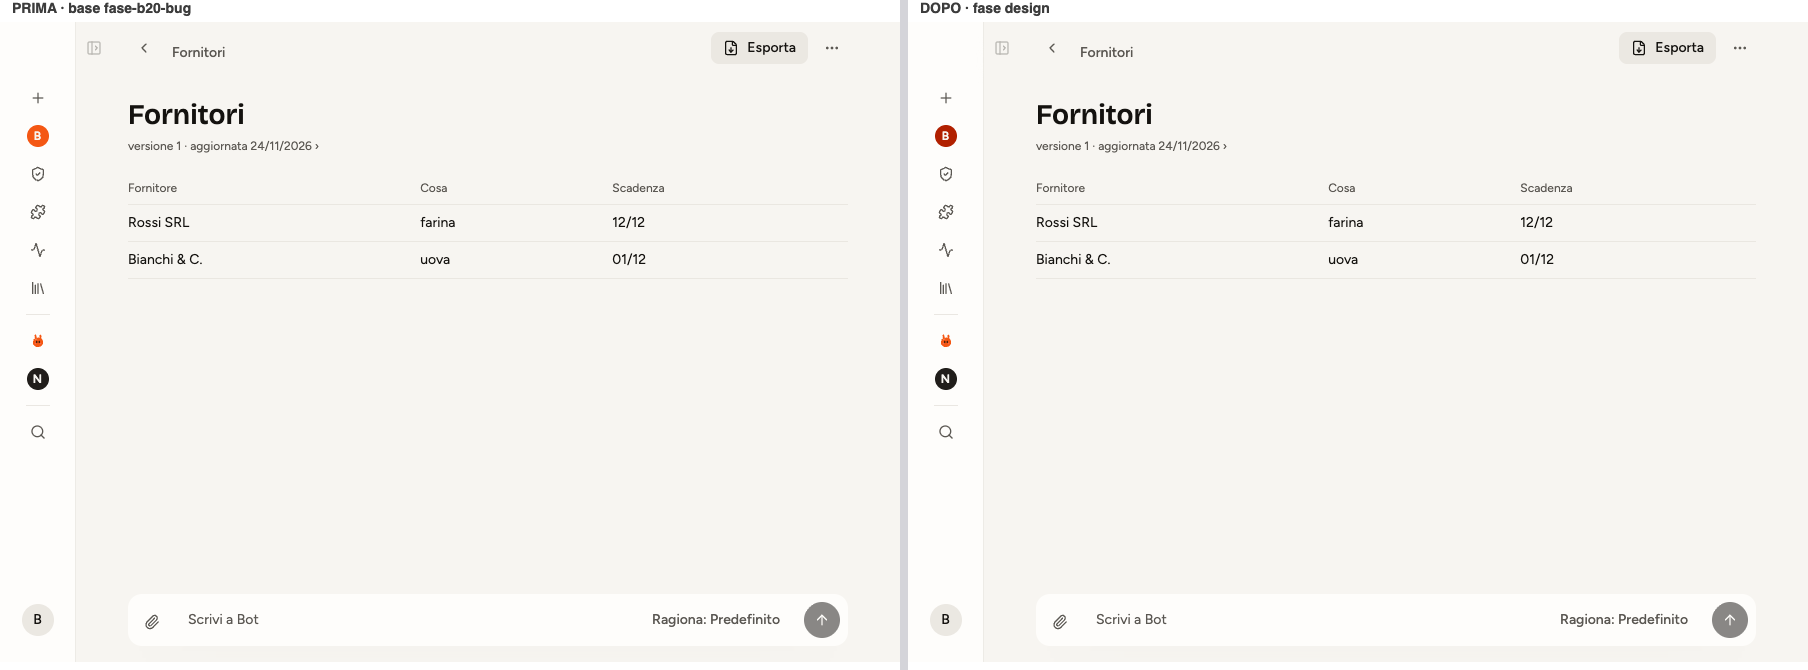 PRIMA · base fase-b20-bug
Fornitori
Esporta
B
Fornitori
versione 1 · aggiornata 24/11/2026 ›
Fornitore Cosa Scadenza
Rossi SRL farina 12/12
Bianchi & C. uova 01/12
N
B
Scrivi a Bot
Ragiona: Predefinito
DOPO · fase design
Fornitori
Esporta
B
Fornitori
versione 1 · aggiornata 24/11/2026 ›
Fornitore Cosa Scadenza
Rossi SRL farina 12/12
Bianchi & C. uova 01/12
N
B
Scrivi a Bot
Ragiona: Predefinito